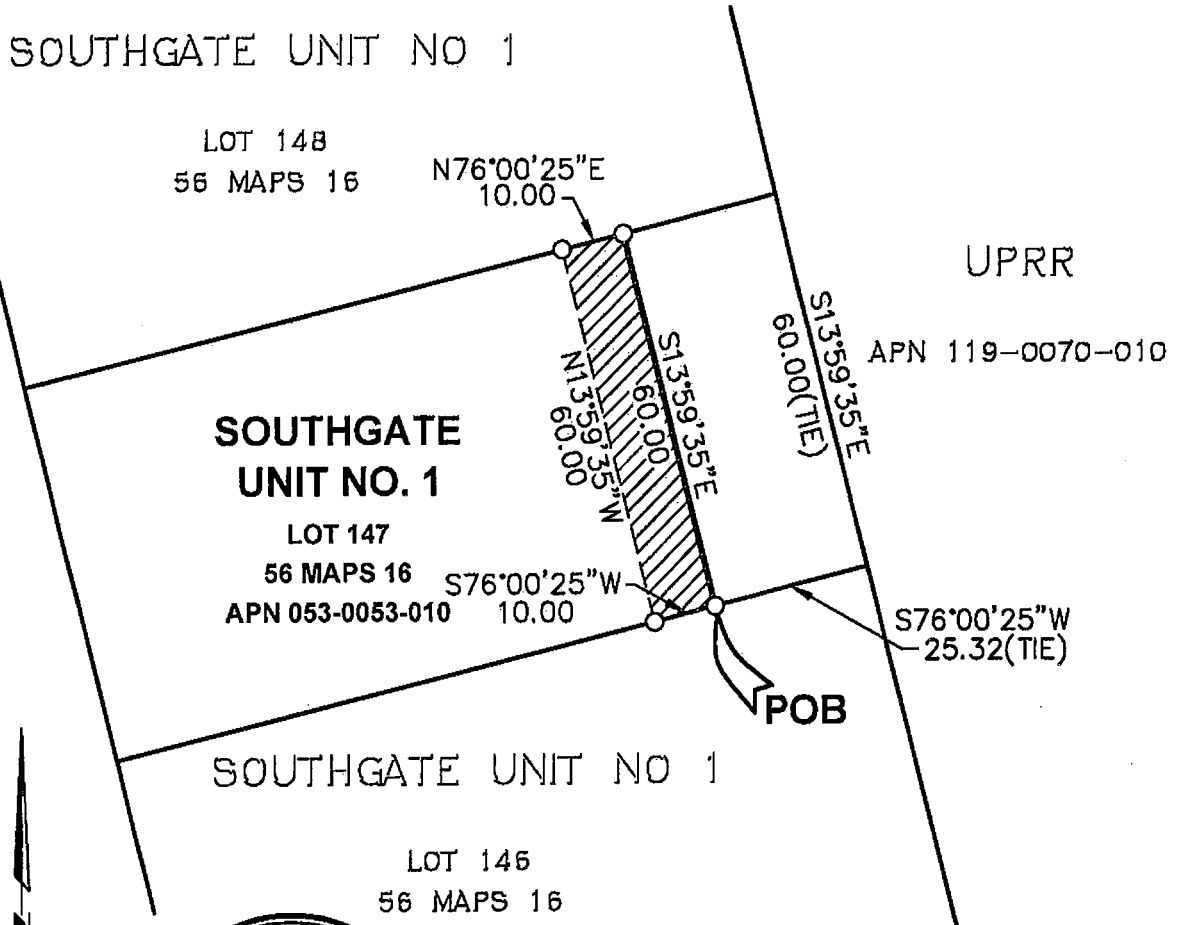 SOUTHGATE UNIT NO 1
LOT 148
56 MAPS 16
N76°00'25"E
10.00
UPRR
APN 119-0070-010
S13°59'35"E
60.00(TIE)
S13°59'35"E
60.00
N13°59'35"W
60.00
SOUTHGATE
UNIT NO. 1
LOT 147
56 MAPS 16
APN 053-0053-010
S76°00'25"W
10.00
S76°00'25"W
25.32(TIE)
POB
SOUTHGATE UNIT NO 1
LOT 146
56 MAPS 16